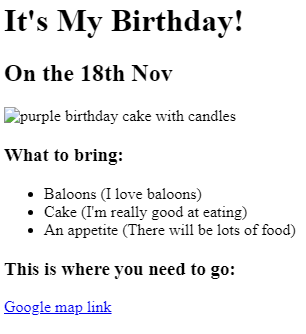 It's My Birthday!
On the 18th Nov
purple birthday cake with candles
What to bring:
Baloons (I love baloons)
Cake (I'm really good at eating)
An appetite (There will be lots of food)
This is where you need to go:
Google map link